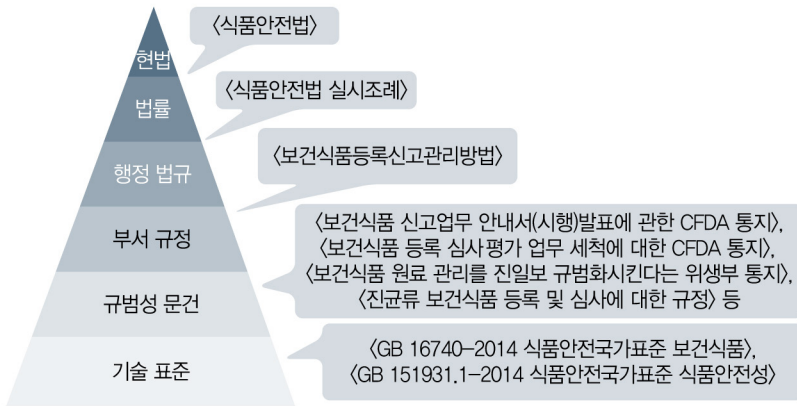 〈식품안전법〉
현법
〈식품안전법 실시조례〉
법률
〈보건식품등록신고관리방법〉
행정 법규
부서 규정
〈보건식품 신고업무 안내서(시행)발표에 관한 CFDA 통지〉,
〈보건식품 등록 심사평가 업무 세척에 대한 CFDA 통지〉,
〈보건식품 원료 관리를 진일보 규범화시킨다는 위생부 통지〉,
〈진균류 보건식품 등록 및 심사에 대한 규정〉 등
규범성 문건
기술 표준
〈GB 16740-2014 식품안전국가표준 보건식품〉,
〈GB 151931.1-2014 식품안전국가표준 식품안전성〉